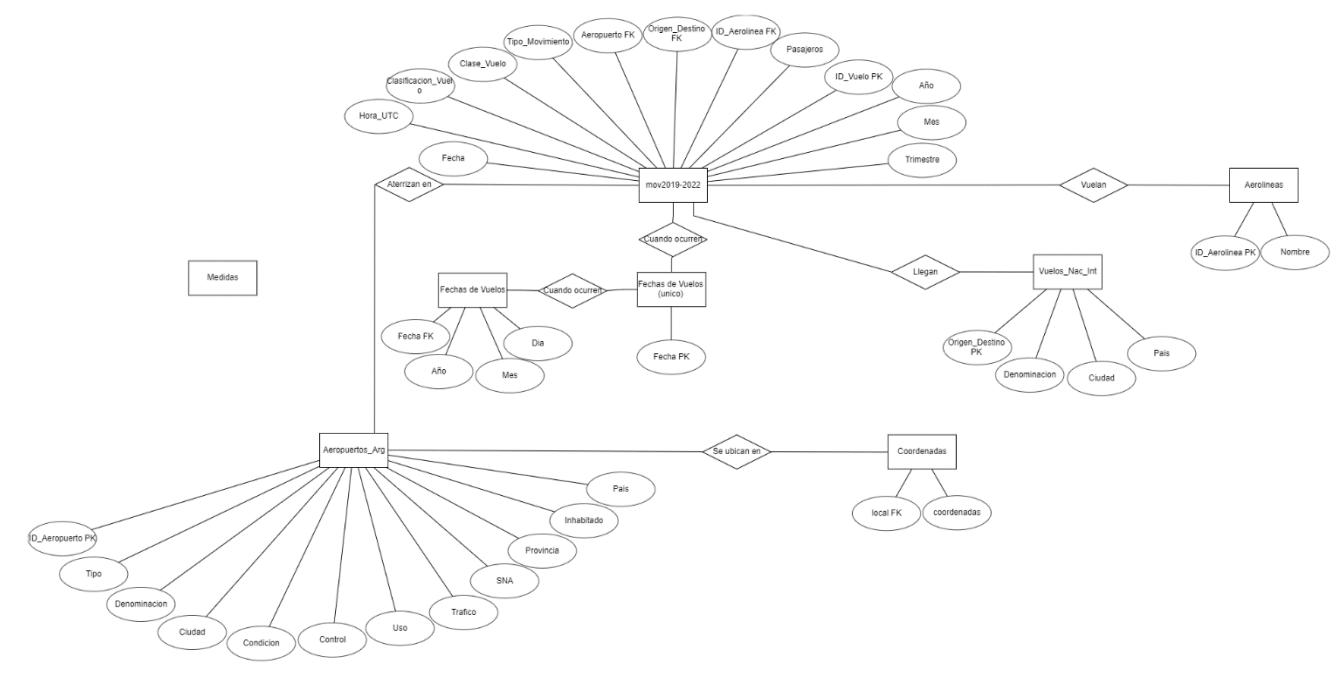 Origen_Destino
FK
ID_Aerolinea FK
Aeropuerto FK
Tipo_Movimiento
Pasajeros
Clase_Vuelo
ID_Vuelo PK
Clasificacion_Vuel
o
Año
Hora_UTC
Mes
Fecha
Trimestre
Aterrizan en
mov2019-2022
Vuelan
Aerolineas
Cuando ocurren
ID_Aerolinea PK
Nombre
Medidas
Llegan
Vuelos_Nac_Int
Fechas de Vuelos
Cuando ocurren
Fechas de Vuelos
(unico)
Fecha FK
Año
Mes
Dia
Fecha PK
Origen_Destino
PK
Denominacion
Ciudad
Pais
Aeropuertos_Arg
Se ubican en
Coordenadas
local FK
coordenadas
Pais
Inhabitado
Provincia
SNA
Trafico
Uso
Control
Condicion
Ciudad
Denominacion
Tipo
ID_Aeropuerto PK